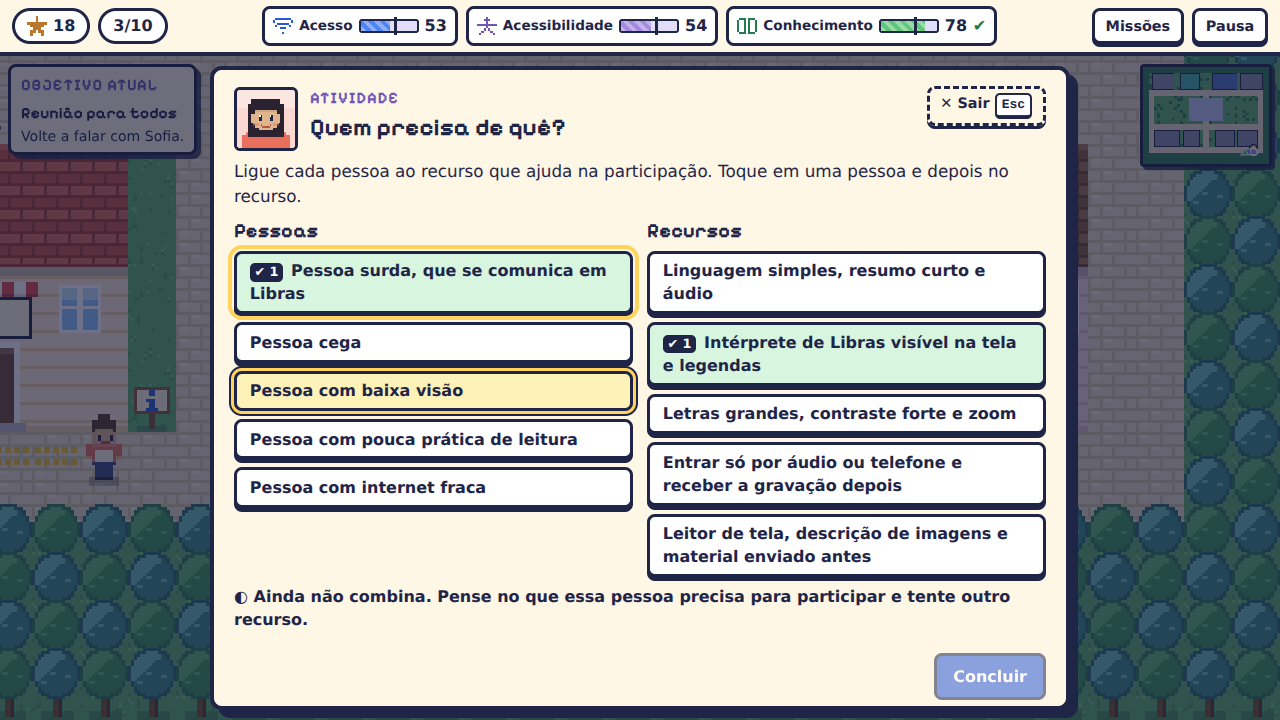 18
3/10
Acesso 53
Acessibilidade 54
Conhecimento 78 ✔
Missões
Pausa
OBJETIVO ATUAL
Reunião para todos
Volte a falar com Sofia.
ATIVIDADE
Quem precisa de quê?
✕ Sair Esc
Ligue cada pessoa ao recurso que ajuda na participação. Toque em uma pessoa e depois no
recurso.
Pessoas
✔ 1 Pessoa surda, que se comunica em
Libras
Pessoa cega
Pessoa com baixa visão
Pessoa com pouca prática de leitura
Pessoa com internet fraca
Recursos
Linguagem simples, resumo curto e
áudio
✔ 1 Intérprete de Libras visível na tela
e legendas
Letras grandes, contraste forte e zoom
Entrar só por áudio ou telefone e
receber a gravação depois
Leitor de tela, descrição de imagens e
material enviado antes
◐ Ainda não combina. Pense no que essa pessoa precisa para participar e tente outro
recurso.
Concluir